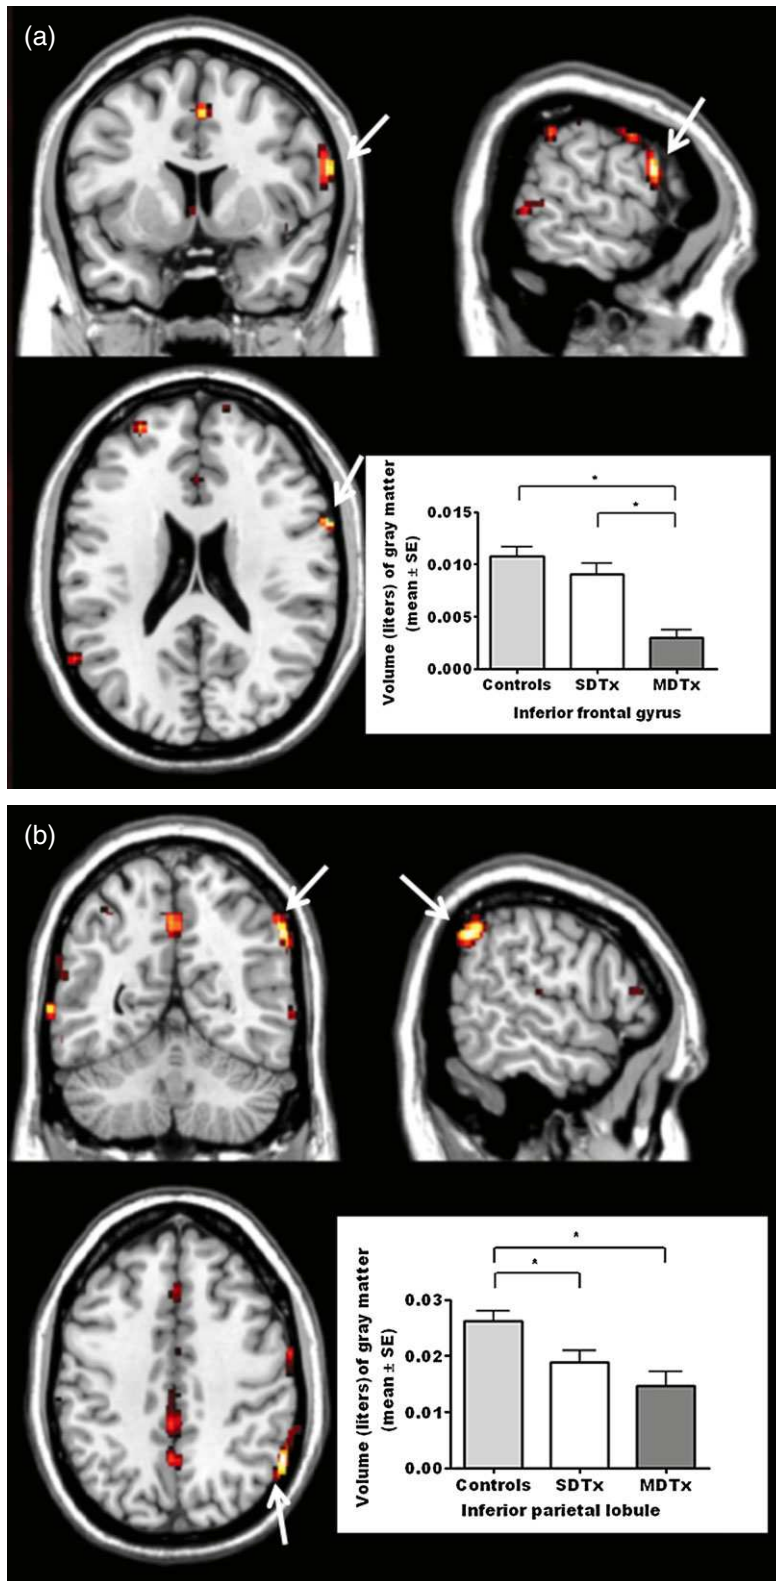 (a)
Volume (liters) of gray matter
(mean ± SE)
*
*
0.015
0.010
0.005
0.000
Controls SDTx MDTx
Inferior frontal gyrus
(b)
Volume (liters) of gray matter
(mean ± SE)
*
*
0.03
0.02
0.01
0.00
Controls SDTx MDTx
Inferior parietal lobule